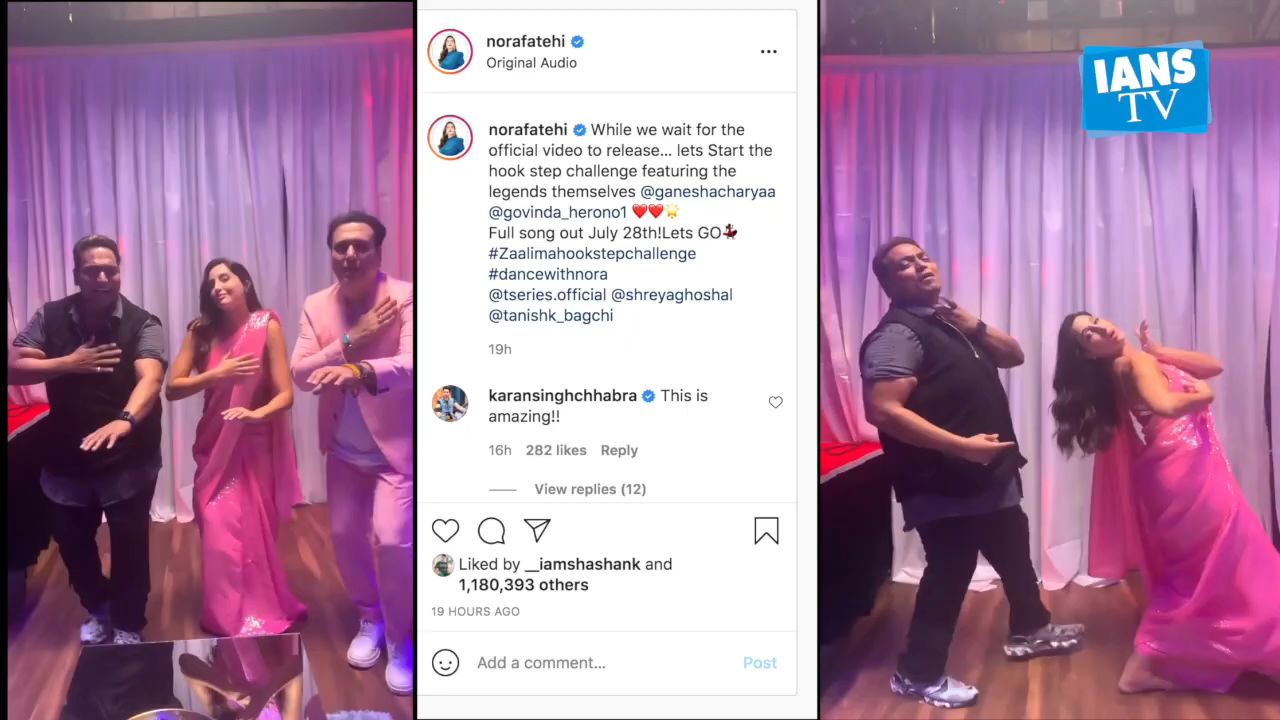 norafatehi
Original Audio
norafatehi While we wait for the
official video to release... lets Start the
hook step challenge featuring the
legends themselves @ganeshacharyaa
@govinda_herono1 ❤️❤️🌟
Full song out July 28th!Lets GO💃
#Zaalimahookstepchallenge
#dancewithnora
@tseries.official @shreyaghoshal
@tanishk_bagchi
19h
karansinghchhabra This is
amazing!!
16h 282 likes Reply
View replies (12)
Liked by __iamshashank and
1,180,393 others
19 HOURS AGO
Add a comment... Post
IANS
TV